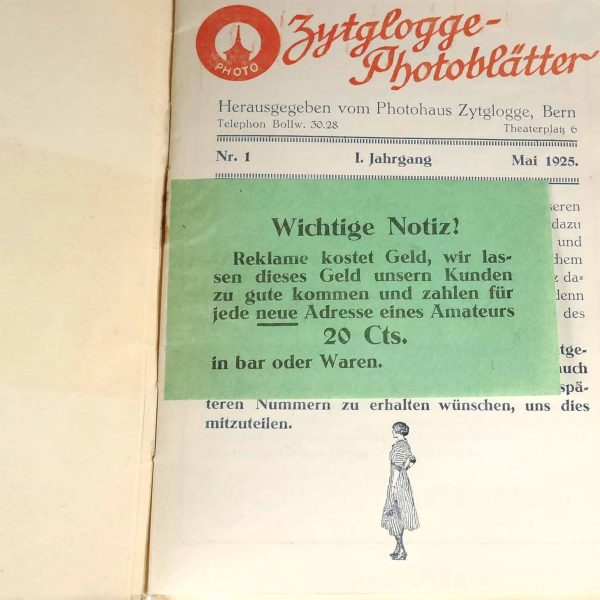 PHOTO
Zytglogge-
Photoblätter
Herausgegeben vom Photohaus Zytglogge, Bern
Telephon Bollw. 30.28 Theaterplatz 6
Nr. 1 I. Jahrgang Mai 1925.
seren
dazu
und
hem
z da-
denn
des
Wichtige Notiz?
Reklame kostet Geld, wir las-
sen dieses Geld unsern Kunden
zu gute kommen und zahlen für
jede neue Adresse eines Amateurs
20 Cts.
in bar oder Waren.
tge-
uch
spä-
teren Nummern zu erhalten wünschen, uns dies
mitzuteilen.